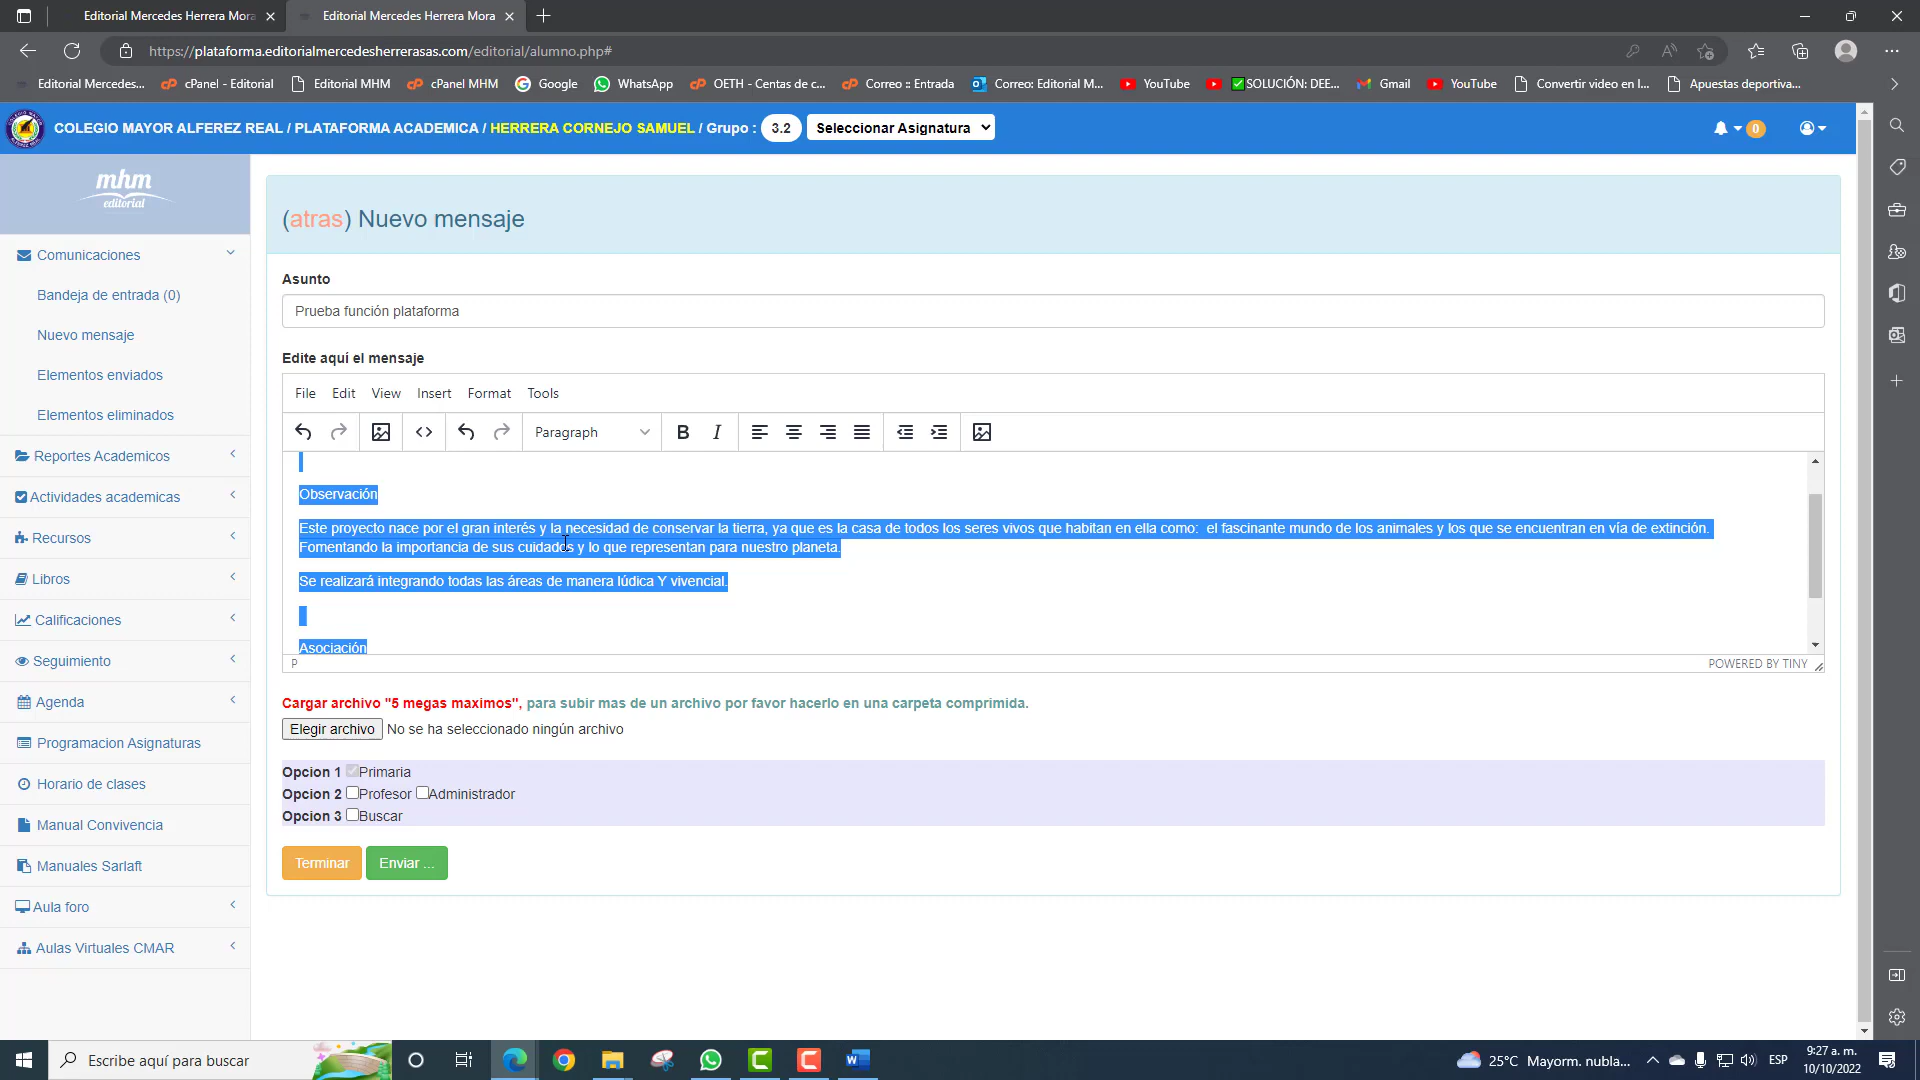 Editorial Mercedes Herrera Mora
Editorial Mercedes Herrera Mora
https://plataforma.editorialmercedesherrerasas.com/editorial/alumno.php#
Editorial Mercedes...
cPanel - Editorial
Editorial MHM
cPanel MHM
Google
WhatsApp
OETH - Centas de c...
Correo :: Entrada
Correo: Editorial M...
YouTube
SOLUCIÓN: DEE...
Gmail
YouTube
Convertir video en l...
Apuestas deportiva...
COLEGIO MAYOR ALFEREZ REAL / PLATAFORMA ACADEMICA / HERRERA CORNEJO SAMUEL / Grupo : 3.2 Seleccionar Asignatura
0
mhm
editorial
Comunicaciones
Bandeja de entrada (0)
Nuevo mensaje
Elementos enviados
Elementos eliminados
Reportes Academicos
Actividades academicas
Recursos
Libros
Calificaciones
Seguimiento
Agenda
Programacion Asignaturas
Horario de clases
Manual Convivencia
Manuales Sarlaft
Aula foro
Aulas Virtuales CMAR
(atras) Nuevo mensaje
Asunto
Prueba función plataforma
Edite aquí el mensaje
File Edit View Insert Format Tools
Paragraph B I
Observación
Este proyecto nace por el gran interés y la necesidad de conservar la tierra, ya que es la casa de todos los seres vivos que habitan en ella como: el fascinante mundo de los animales y los que se encuentran en vía de extinción.
Fomentando la importancia de sus cuidados y lo que representan para nuestro planeta.
Se realizará integrando todas las áreas de manera lúdica Y vivencial.
Asociación
P
POWERED BY TINY
Cargar archivo "5 megas maximos", para subir mas de un archivo por favor hacerlo en una carpeta comprimida.
Elegir archivo No se ha seleccionado ningún archivo
Opcion 1 Primaria
Opcion 2 Profesor Administrador
Opcion 3 Buscar
Terminar Enviar ...
Escribe aquí para buscar
25°C Mayorm. nubla...
ESP
9:27 a. m.
10/10/2022